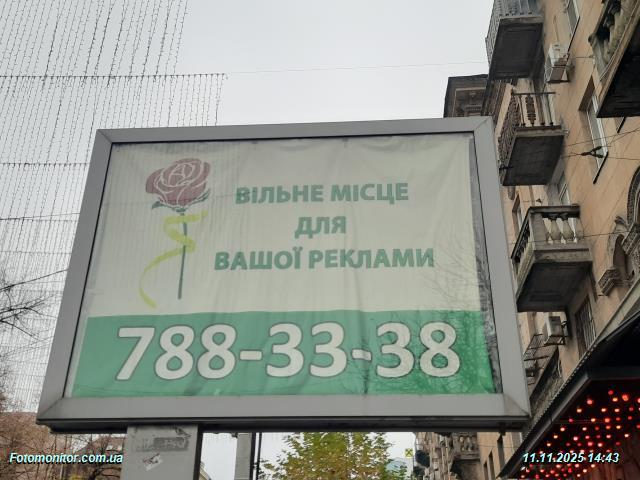 ВІЛЬНЕ МІСЦЕ
ДЛЯ
ВАШОЇ РЕКЛАМИ
788-33-38
Fotomonitor.com.ua
11.11.2025 14:43